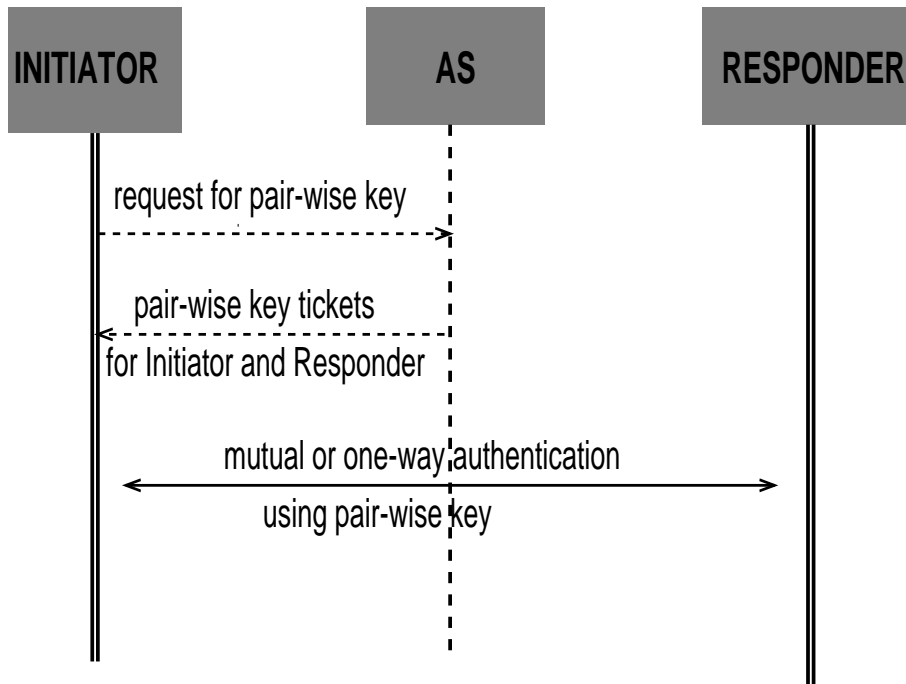 INITIATOR
AS
RESPONDER
request for pair-wise key
pair-wise key tickets
for Initiator and Responder
mutual or one-way authentication
using pair-wise key